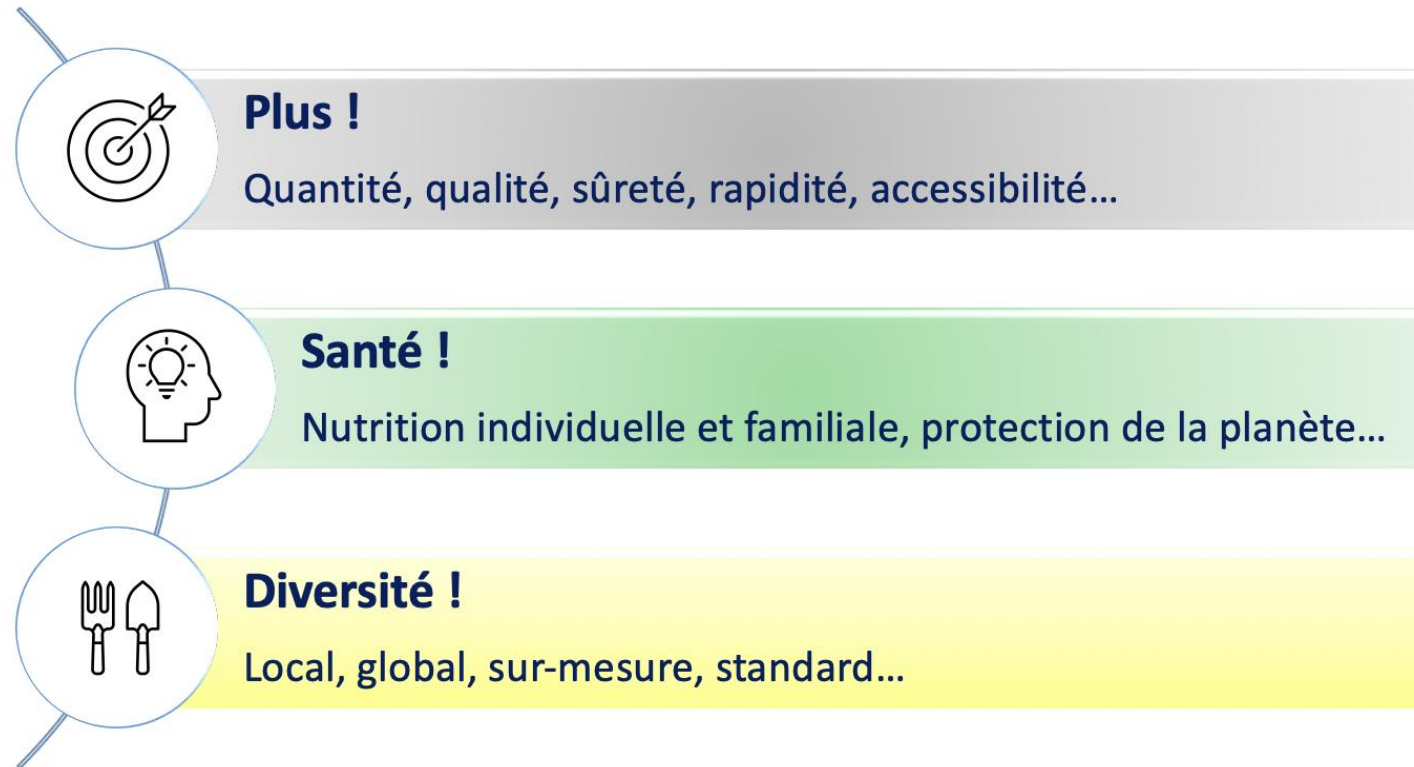 Plus !
Quantité, qualité, sûreté, rapidité, accessibilité…
Santé !
Nutrition individuelle et familiale, protection de la planète…
Diversité !
Local, global, sur-mesure, standard…